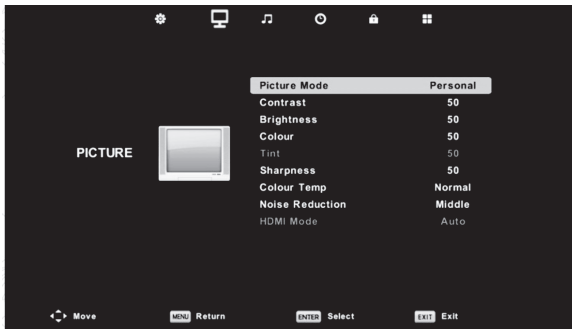 Picture Mode Personal
Contrast 50
Brightness 50
Colour 50
PICTURE
Tint 50
Sharpness 50
Colour Temp Normal
Noise Reduction Middle
HDMI Mode Auto
Move MENU Return ENTER Select EXIT Exit